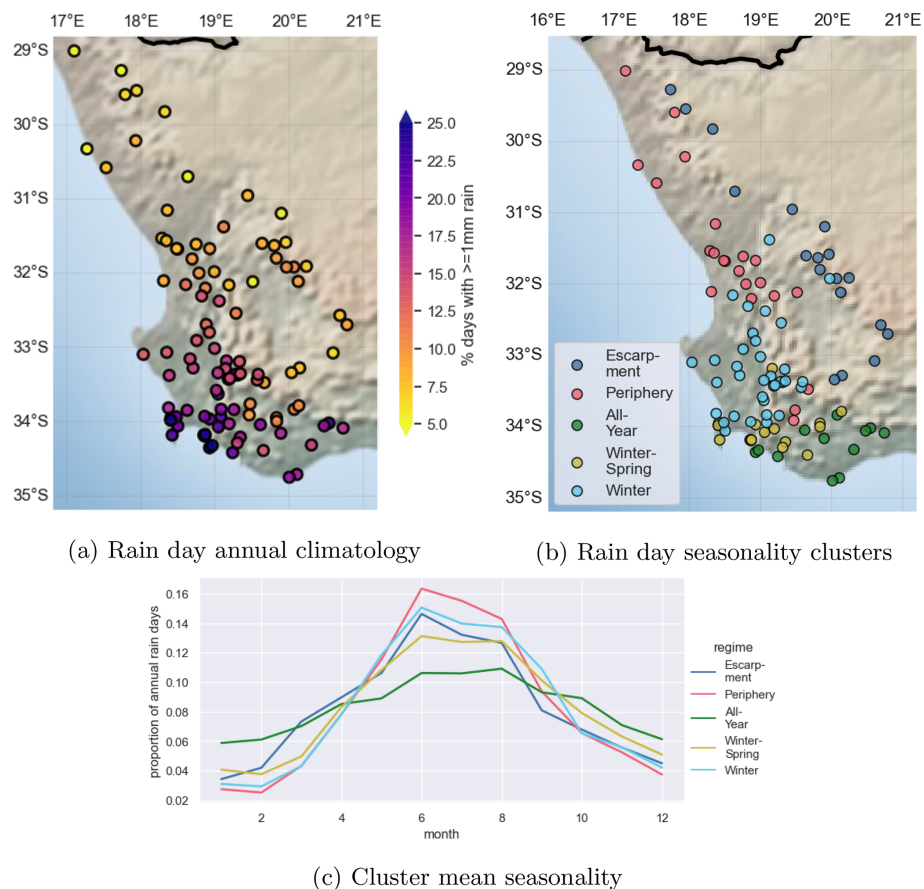 17°E 18°E 19°E 20°E 21°E
29°S
30°S
31°S
32°S
33°S
34°S
35°S
25.0
22.5
20.0
17.5
15.0
12.5
10.0
7.5
5.0
% days with >=1mm rain
(a) Rain day annual climatology
16°E 17°E 18°E 19°E 20°E 21°E
29°S
30°S
31°S
32°S
33°S
34°S
35°S
Escarp-
ment
Periphery
All-
Year
Winter-
Spring
Winter
(b) Rain day seasonality clusters
proportion of annual rain days
0.16
0.14
0.12
0.10
0.08
0.06
0.04
0.02
2 4 6 8 10 12
month
regime
Escarp-
ment
Periphery
All-
Year
Winter-
Spring
Winter
(c) Cluster mean seasonality